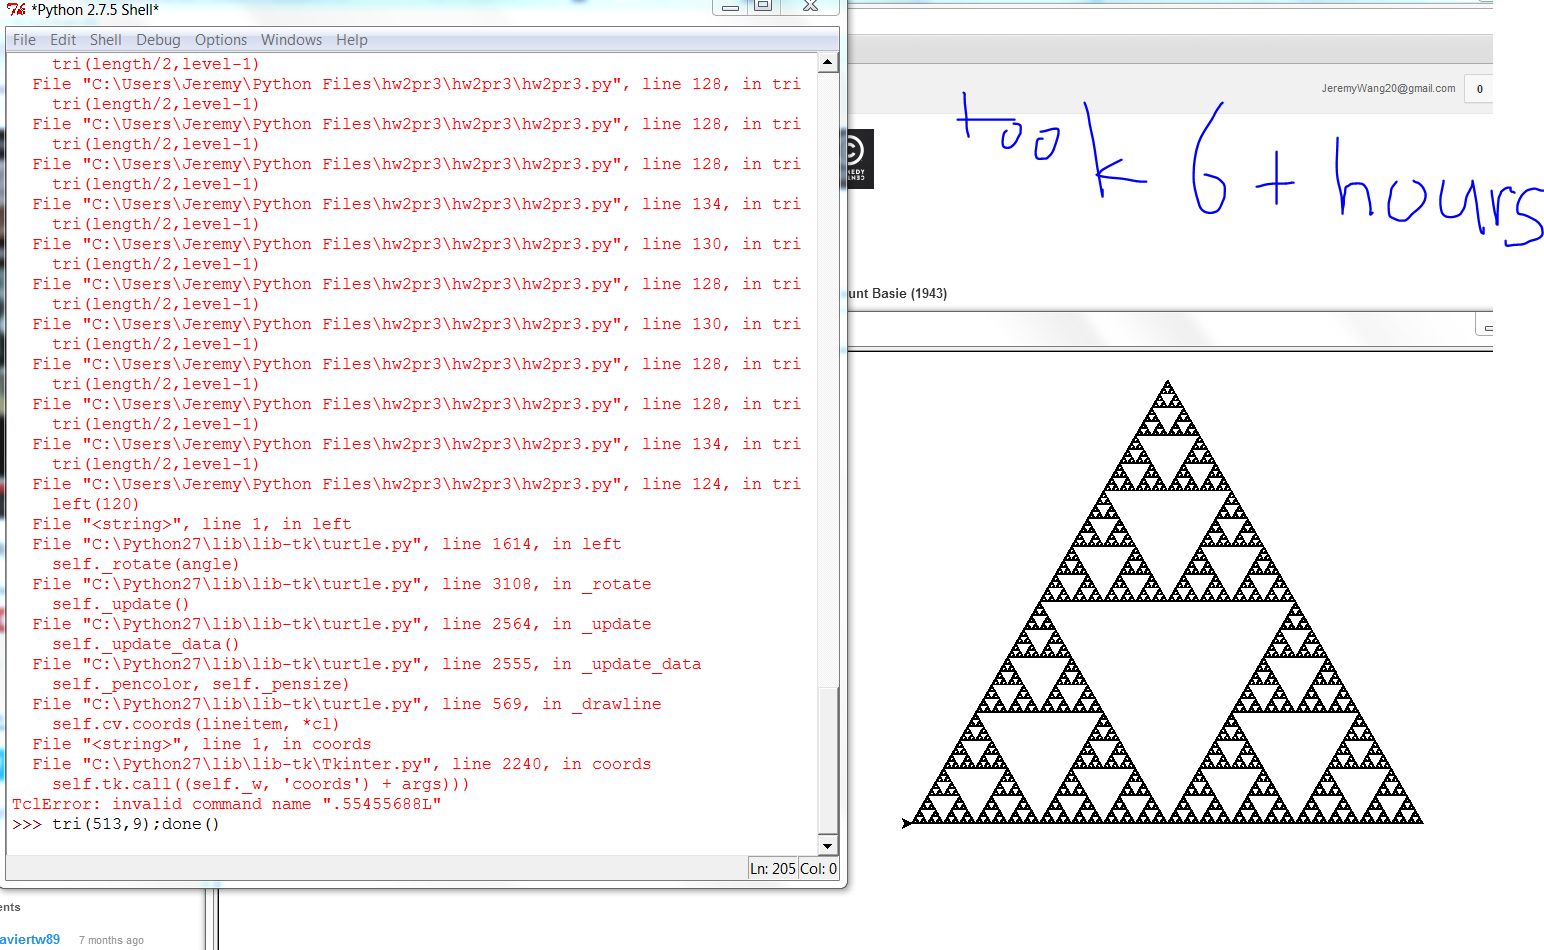 *Python 2.7.5 Shell*
File Edit Shell Debug Options Windows Help
tri(length/2,level-1)
File "C:\Users\Jeremy\Python Files\hw2pr3\hw2pr3.py", line 128, in tri
tri(length/2,level-1)
File "C:\Users\Jeremy\Python Files\hw2pr3\hw2pr3.py", line 128, in tri
tri(length/2,level-1)
File "C:\Users\Jeremy\Python Files\hw2pr3\hw2pr3.py", line 128, in tri
tri(length/2,level-1)
File "C:\Users\Jeremy\Python Files\hw2pr3\hw2pr3.py", line 134, in tri
tri(length/2,level-1)
File "C:\Users\Jeremy\Python Files\hw2pr3\hw2pr3.py", line 130, in tri
tri(length/2,level-1)
File "C:\Users\Jeremy\Python Files\hw2pr3\hw2pr3.py", line 128, in tri
tri(length/2,level-1)
File "C:\Users\Jeremy\Python Files\hw2pr3\hw2pr3.py", line 130, in tri
tri(length/2,level-1)
File "C:\Users\Jeremy\Python Files\hw2pr3\hw2pr3.py", line 128, in tri
tri(length/2,level-1)
File "C:\Users\Jeremy\Python Files\hw2pr3\hw2pr3.py", line 128, in tri
tri(length/2,level-1)
File "C:\Users\Jeremy\Python Files\hw2pr3\hw2pr3.py", line 134, in tri
tri(length/2,level-1)
File "C:\Users\Jeremy\Python Files\hw2pr3\hw2pr3.py", line 124, in tri
left(120)
File "<string>", line 1, in left
File "C:\Python27\lib\lib-tk\turtle.py", line 1614, in left
self._rotate(angle)
File "C:\Python27\lib\lib-tk\turtle.py", line 3108, in _rotate
self._update()
File "C:\Python27\lib\lib-tk\turtle.py", line 2564, in _update
self._update_data()
File "C:\Python27\lib\lib-tk\turtle.py", line 2555, in _update_data
self._pencolor, self._pensize)
File "C:\Python27\lib\lib-tk\turtle.py", line 569, in _drawline
self.cv.coords(lineitem, *cl)
File "<string>", line 1, in coords
File "C:\Python27\lib\lib-tk\Tkinter.py", line 2240, in coords
self.tk.call((self._w, 'coords') + args)))
TclError: invalid command name ".55455688L"
>>> tri(513,9);done()
Ln: 205 Col: 0
JeremyWang20@gmail.com 0
took 6+ hours
unt Basie (1943)
ents
aviertw89 7 months ago